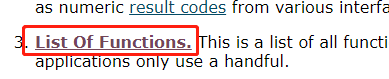 as numeric result codes from various interfa
3. List Of Functions. This is a list of all functi
applications only use a handful.